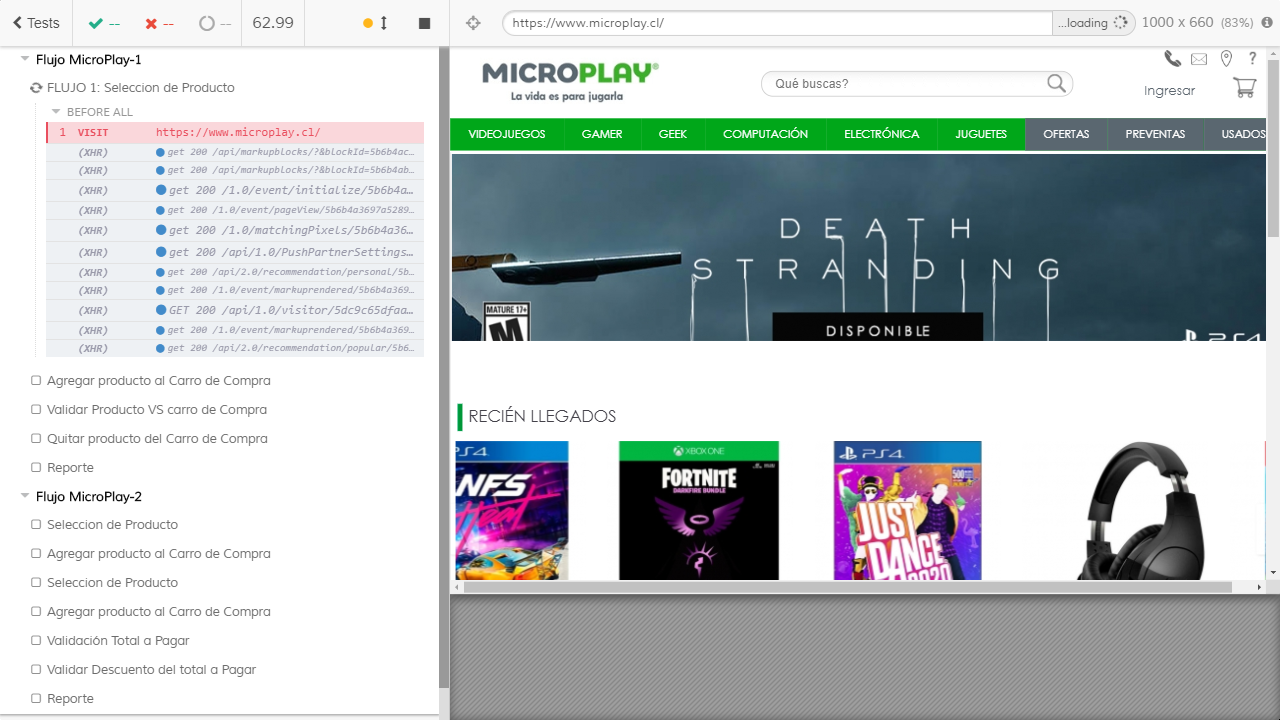 Tests -- -- -- 62.99
https://www.microplay.cl/ ...loading 1000 x 660 (83%)
Flujo MicroPlay-1
FLUJO 1: Seleccion de Producto
BEFORE ALL
1 VISIT https://www.microplay.cl/
(XHR) get 200 /api/markupblocks/?&blockId=5b6b4ac...
(XHR) get 200 /api/markupblocks/?&blockId=5b6b4ab...
(XHR) get 200 /1.0/event/initialize/5b6b4a...
(XHR) get 200 /1.0/event/pageView/5b6b4a3697a5289...
(XHR) get 200 /1.0/matchingPixels/5b6b4a36...
(XHR) get 200 /api/1.0/PushPartnerSettings...
(XHR) get 200 /api/2.0/recommendation/personal/5b...
(XHR) get 200 /1.0/event/markuprendered/5b6b4a369...
(XHR) GET 200 /api/1.0/visitor/5dc9c65dfaa...
(XHR) get 200 /1.0/event/markuprendered/5b6b4a369...
(XHR) get 200 /api/2.0/recommendation/popular/5b6...
Agregar producto al Carro de Compra
Validar Producto VS carro de Compra
Quitar producto del Carro de Compra
Reporte
Flujo MicroPlay-2
Seleccion de Producto
Agregar producto al Carro de Compra
Seleccion de Producto
Agregar producto al Carro de Compra
Validación Total a Pagar
Validar Descuento del total a Pagar
Reporte
MICROPLAY
La vida es para jugarla
Qué buscas?
?
Ingresar
VIDEOJUEGOS GAMER GEEK COMPUTACIÓN ELECTRÓNICA JUGUETES OFERTAS PREVENTAS USADOS
DEATH
STRANDING
MATURE 17+
M
DISPONIBLE
PS4
RECIÉN LLEGADOS
PS4
NFS
Heat
XBOX ONE
FORTNITE
DARKFIRE BUNDLE
PS4
500
JUST
DANCE
2020